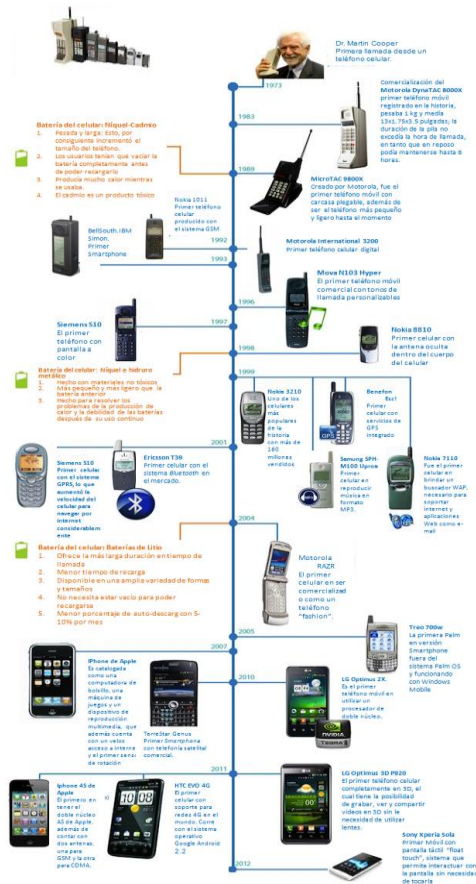 Dr. Martin Cooper
Primera llamada desde un
teléfono celular.
1973
Comercialización del
Motorola DynaTAC 8000X
primer teléfono móvil
registrado en la historia,
pesaba 1 kg y medía
13x1.75x3.5 pulgadas; la
duración de la pila no
excedía la hora de llamada,
en tanto que en reposo
podía mantenerse hasta 8
horas.
1983
Batería del celular: Níquel-Cadmio
1. Pesada y larga: Esto, por
consiguiente incrementó el
tamaño del teléfono.
2. Los usuarios tenían que vaciar la
batería completamente antes
de poder recargarlo
3. Producía mucho calor mientras
se usaba.
4. El cadmio es un producto tóxico
1989
MicroTAC 9800X
Creado por Motorola, fue el
primer teléfono móvil con
carcasa plegable, además de
ser el teléfono más pequeño
y ligero hasta el momento
Nokia 1011
Primer teléfono
celular
producido con
el sistema GSM
BellSouth.IBM
Simon.
Primer
Smartphone
1992
Motorola International 3200
Primer teléfono celular digital
1993
Mova N103 Hyper
El primer teléfono móvil
comercial con tonos de
llamada personalizables
1996
Siemens S10
El primer
teléfono con
pantalla a
color
1997
Nokia 8810
Primer celular con
la antena oculta
dentro del cuerpo
del celular
1998
Batería del celular: Níquel e hidruro
metálico
1. Hecho con materiales no tóxicos
2. Más pequeño y más ligero que la
batería anterior
3. Hecho para resolver los
problemas de la producción de
calor y la debilidad de las baterías
después de su uso continuo
1999
Nokia 3210
Uno de los
celulares
más
populares
de la
historia con
más de 160
millones
vendidos
Benefon
Esc!
Primer
celular con
servicios de
GPS
integrado
GPS
Samsung SPH-
M100 Uproar
Primer
celular en
reproducir
música en
formato
MP3.
Nokia 7110
Fue el primer
celular en
brindar un
buscador WAP,
necesario para
soportar
internet y
aplicaciones
Web como e-
mail
2001
Siemens S10
Primer celular
con el sistema
GPRS, lo que
aumentó la
velocidad del
celular para
navegar por
internet
considerablem
ente
Ericsson T39
Primer celular con el
sistema Bluetooth en
el mercado.
2004
Batería del celular: Baterías de Litio
1. Ofrece la más larga duración en tiempo de
llamada
2. Menor tiempo de recarga
3. Disponible en una amplia variedad de formas
y tamaños
4. No necesita estar vacío para poder
recargarse
5. Menor porcentaje de auto-descarg con 5-
10% por mes
Motorola
RAZR
El primer
celular en ser
comercializad
o como un
teléfono
"fashion".
2005
Treo 700w
La primera Palm
en versión
Smartphone
fuera del
sistema Palm OS
y funcionando
con Windows
Mobile
2007
IPhone de Apple
Es catalogada
como una
computadora de
bolsillo, una
máquina de
juegos y un
dispositivo de
reproducción
multimedia, que
además cuenta
con un veloz
acceso a interne
y el primer sensor
de rotación
2010
TerreStar Genus
Primer Smartphone
con telefonía satelital
comercial.
LG Optimus 2X.
Es el primer
teléfono móvil en
utilizar un
procesador de
doble núcleo.
NVIDIA
TEGRA
2011
Iphone 4S de
Apple
El primero en
tener el
doble núcleo
A5 de Apple,
además de
contar con
dos antenas,
una para
GSM y la otra
para CDMA.
HTC EVO 4G
El primer
celular con
soporte para
redes 4G en el
mundo. Corre
con el sistema
operativo
Google Android
2.2
LG Optimus 3D P920
El primer teléfono celular
completamente en 3D, el
cual tiene la posibilidad
de grabar, ver y compartir
videos en 3D sin le
necesidad de utilizar
lentes.
2012
Sony Xperia Sola
Primer Móvil con
pantalla táctil "float
touch", sistema que
permite interactuar con
la pantalla sin necesidad
de tocarla